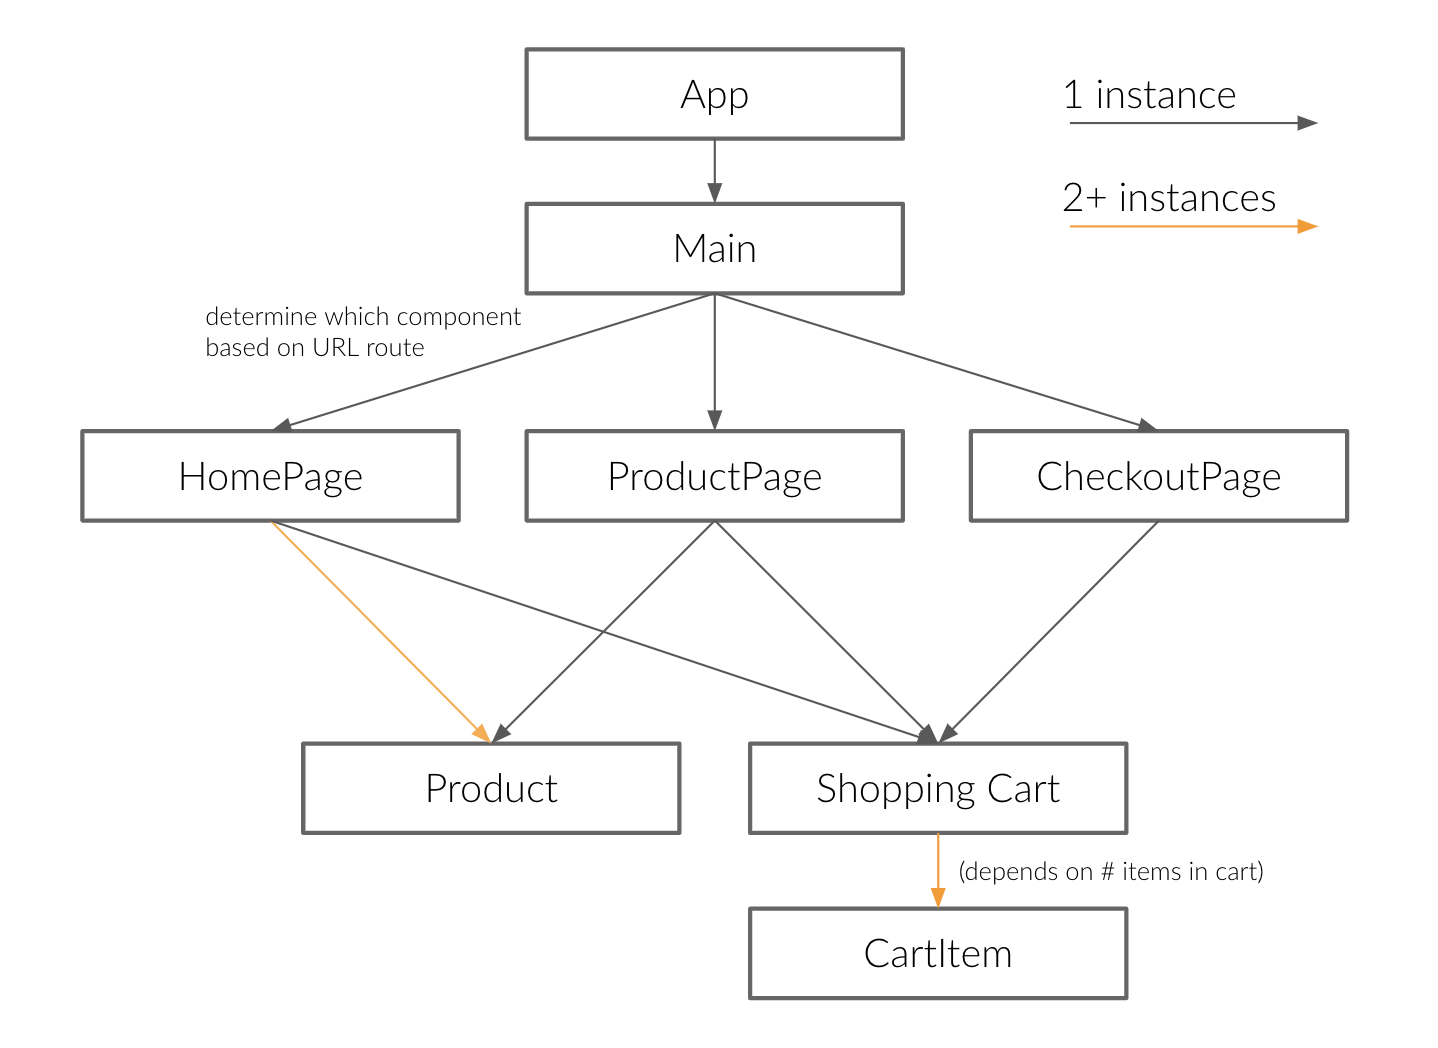 App
1 instance
2+ instances
Main
determine which component
based on URL route
HomePage
ProductPage
CheckoutPage
Product
Shopping Cart
(depends on # items in cart)
CartItem